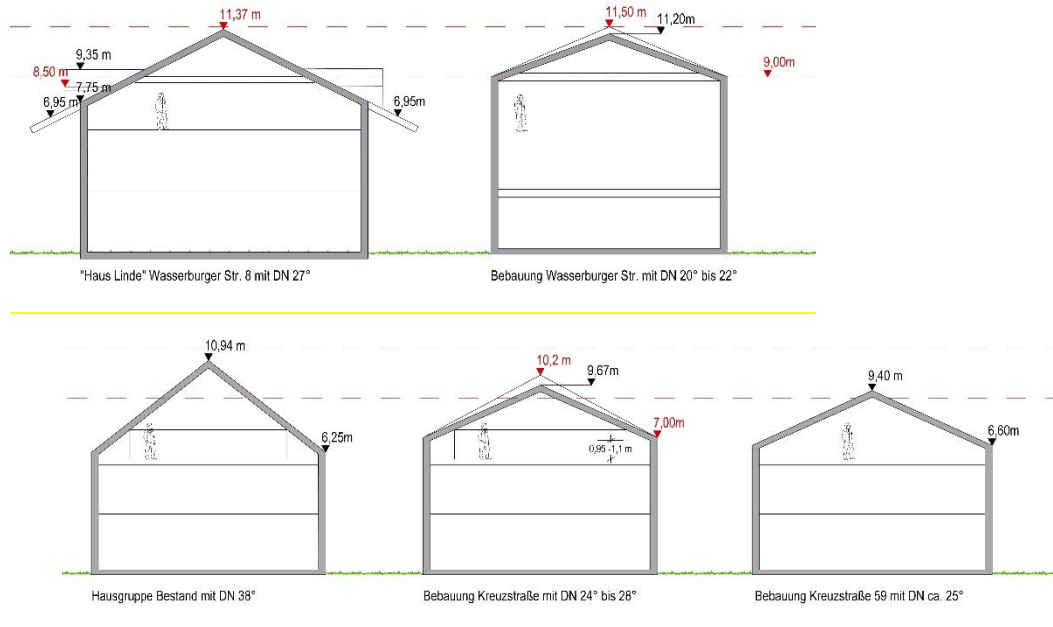 11,37 m
9,35 m
8,50 m
7,75 m
6,95 m
6,95m
"Haus Linde" Wasserburger Str. 8 mit DN 27°
11,50 m
11,20m
9,00m
Bebauung Wasserburger Str. mit DN 20° bis 22°
10,94 m
6,25m
Hausgruppe Bestand mit DN 38°
10,2 m
9,67m
7,00m
0,95 -1,1 m
Bebauung Kreuzstraße mit DN 24° bis 28°
9,40 m
6,60m
Bebauung Kreuzstraße 59 mit DN ca. 25°